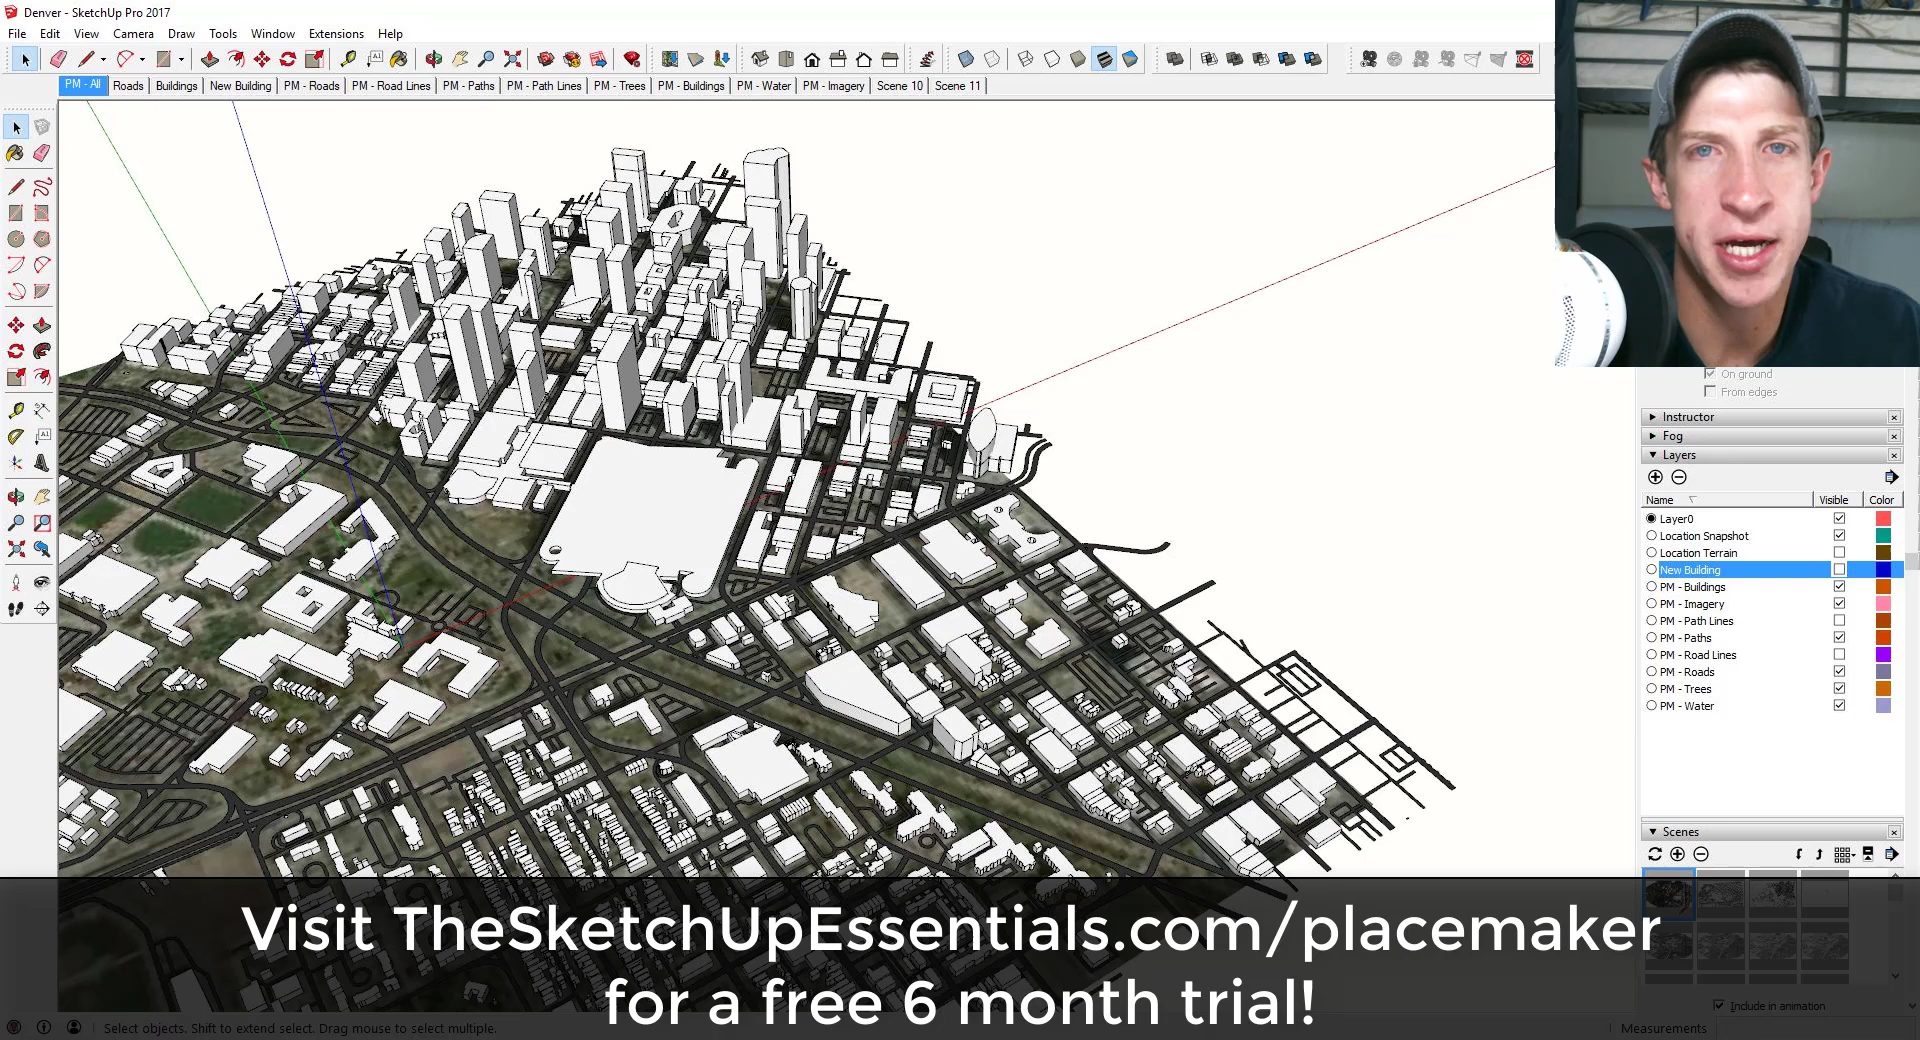 Denver - SketchUp Pro 2017
File Edit View Camera Draw Tools Window Extensions Help
PM - All Roads Buildings New Building PM - Roads PM - Road Lines PM - Paths PM - Path Lines PM - Trees PM - Buildings PM - Water PM - Imagery Scene 10 Scene 11
On ground
From edges
Instructor
Fog
Layers
Name Visible Color
Layer0
Location Snapshot
Location Terrain
New Building
PM - Buildings
PM - Imagery
PM - Path Lines
PM - Paths
PM - Road Lines
PM - Roads
PM - Trees
PM - Water
Scenes
Visit TheSketchUpEssentials.com/placemaker
for a free 6 month trial!
Include in animation
Select objects. Shift to extend select. Drag mouse to select multiple.
Measurements